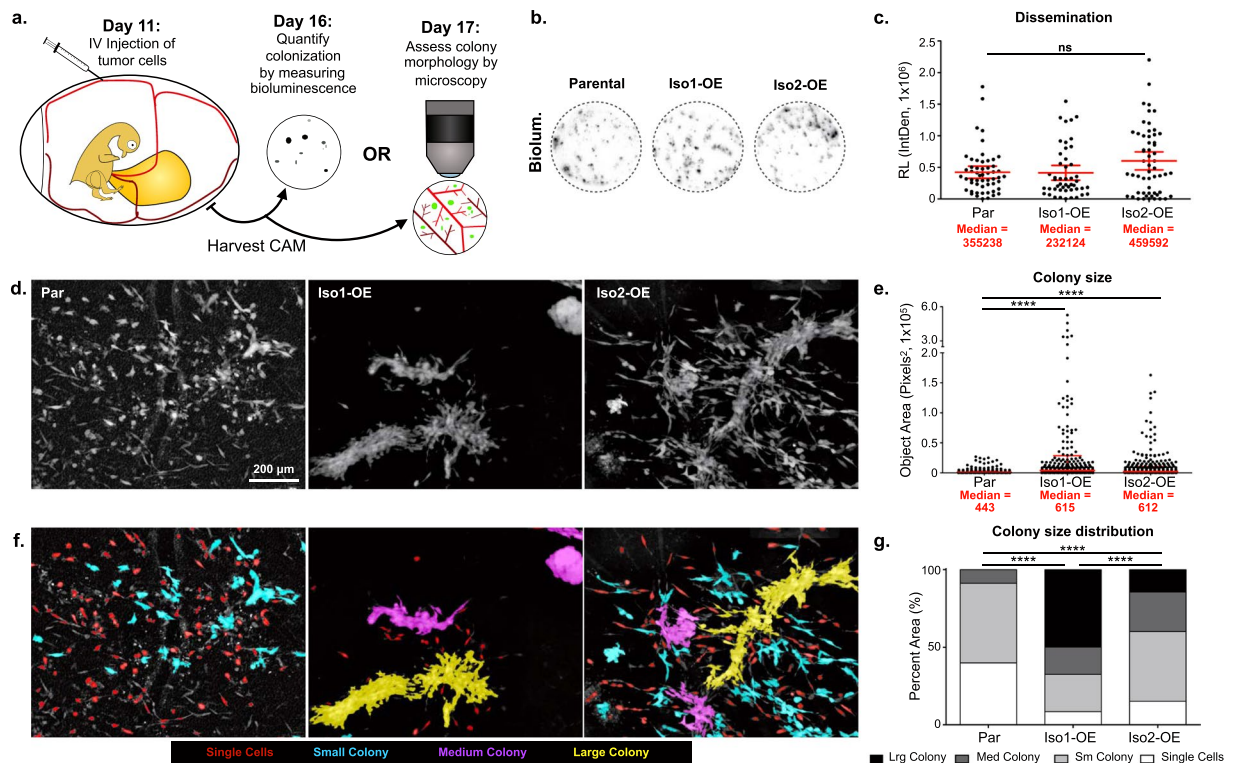 a.
Day 11:
IV Injection of
tumor cells
Day 16:
Quantify
colonization
by measuring
bioluminescence
OR
Day 17:
Assess colony
morphology by
microscopy
Harvest CAM
b.
Parental
Iso1-OE
Iso2-OE
Biolum.
c.
Dissemination
ns
RL (IntDen, 1x10⁶)
2.5
2.0
1.5
1.0
0.5
0
Par
Iso1-OE
Iso2-OE
Median =
355238
Median =
232124
Median =
459592
d.
Par
200 µm
Iso1-OE
Iso2-OE
e.
Colony size
****
****
Object Area (Pixels², 1x10⁵)
6.0
3.0
2.0
1.5
1.0
0.5
0
Par
Iso1-OE
Iso2-OE
Median =
443
Median =
615
Median =
612
f.
Single Cells
Small Colony
Medium Colony
Large Colony
g.
Colony size distribution
****
****
****
Percent Area (%)
100
50
0
Par
Iso1-OE
Iso2-OE
Lrg Colony
Med Colony
Sm Colony
Single Cells